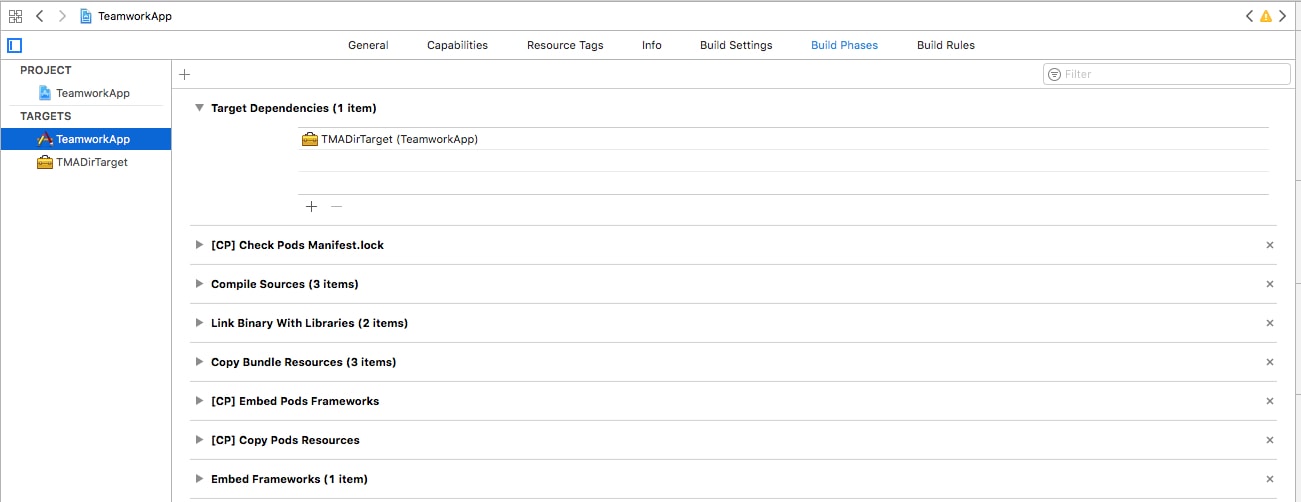 TeamworkApp
General Capabilities Resource Tags Info Build Settings Build Phases Build Rules
PROJECT
TeamworkApp
TARGETS
TeamworkApp
TMADirTarget
Filter
Target Dependencies (1 item)
TMADirTarget (TeamworkApp)
[CP] Check Pods Manifest.lock
Compile Sources (3 items)
Link Binary With Libraries (2 items)
Copy Bundle Resources (3 items)
[CP] Embed Pods Frameworks
[CP] Copy Pods Resources
Embed Frameworks (1 item)